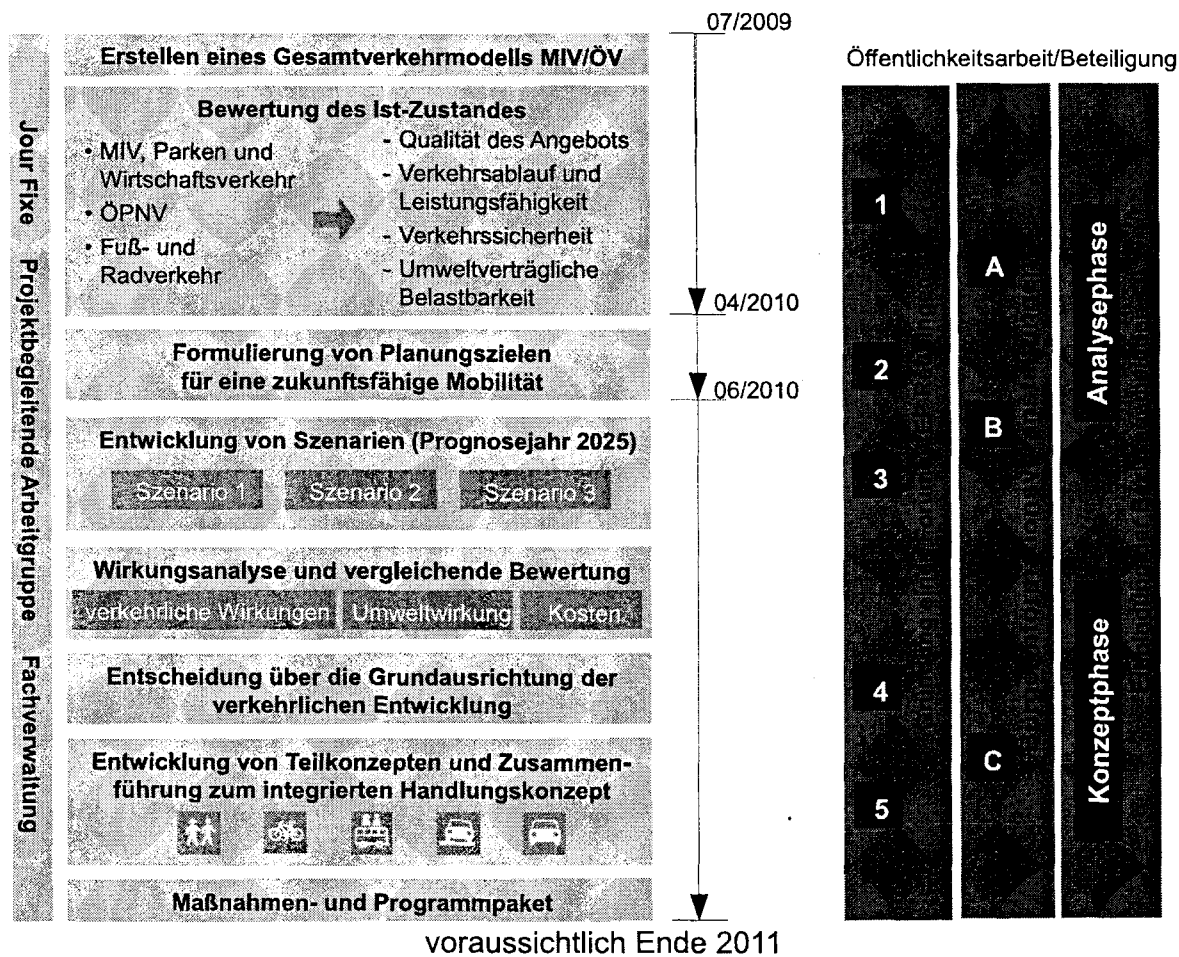 07/2009
Erstellen eines Gesamtverkehrmodells MIV/ÖV
Bewertung des Ist-Zustandes
• MIV, Parken und
Wirtschaftsverkehr
• ÖPNV
• Fuß- und
Radverkehr
- Qualität des Angebots
- Verkehrsablauf und
Leistungsfähigkeit
- Verkehrssicherheit
- Umweltverträgliche
Belastbarkeit
04/2010
Formulierung von Planungszielen
für eine zukunftsfähige Mobilität
06/2010
Entwicklung von Szenarien (Prognosejahr 2025)
Szenario 1
Szenario 2
Szenario 3
Wirkungsanalyse und vergleichende Bewertung
verkehrliche Wirkungen
Umweltwirkung
Kosten
Entscheidung über die Grundausrichtung der
verkehrlichen Entwicklung
Entwicklung von Teilkonzepten und Zusammen-
führung zum integrierten Handlungskonzept
Maßnahmen- und Programmpaket
voraussichtlich Ende 2011
Jour Fixe Projektbegleitende Arbeitgruppe Fachverwaltung
Öffentlichkeitsarbeit/Beteiligung
1
2
3
4
5
A
B
C
Analysephase
Konzeptphase